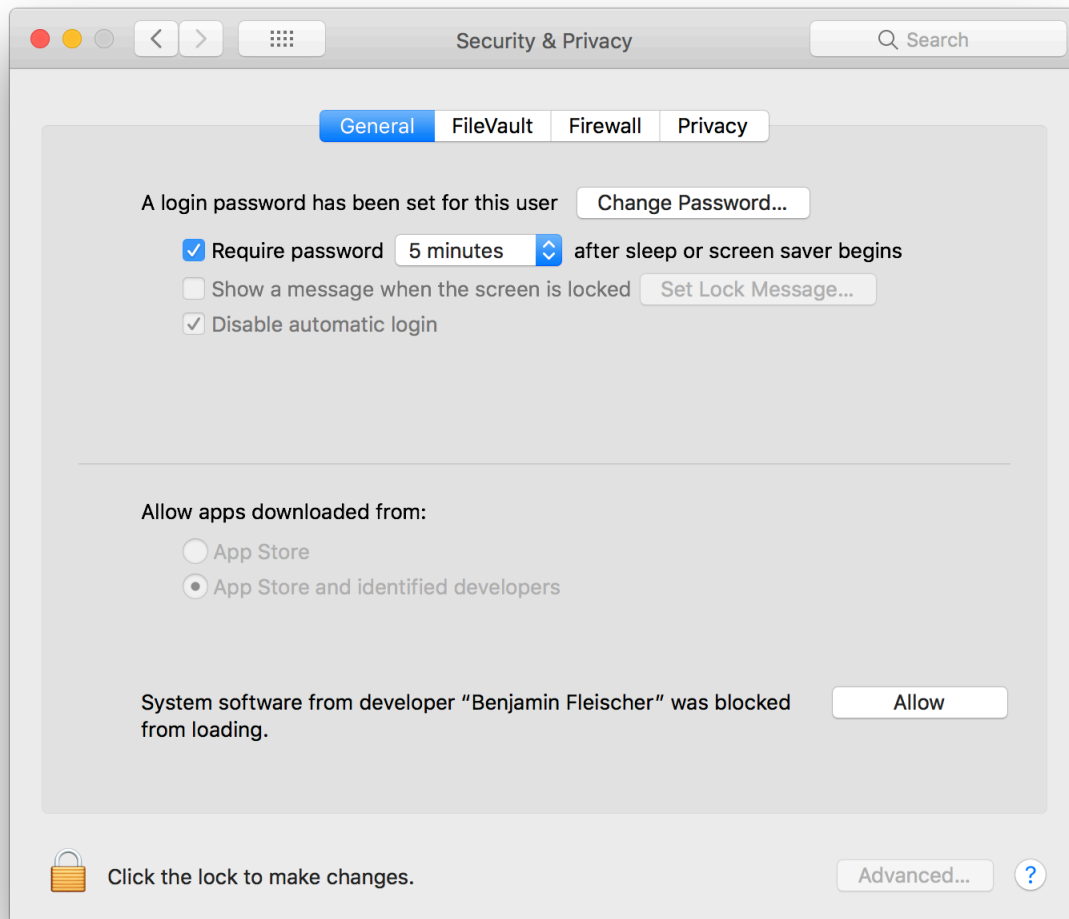 Security & Privacy
Search
General FileVault Firewall Privacy
A login password has been set for this user Change Password...
Require password 5 minutes after sleep or screen saver begins
Show a message when the screen is locked Set Lock Message...
Disable automatic login
Allow apps downloaded from:
App Store
App Store and identified developers
System software from developer “Benjamin Fleischer” was blocked Allow
from loading.
Click the lock to make changes. Advanced... ?